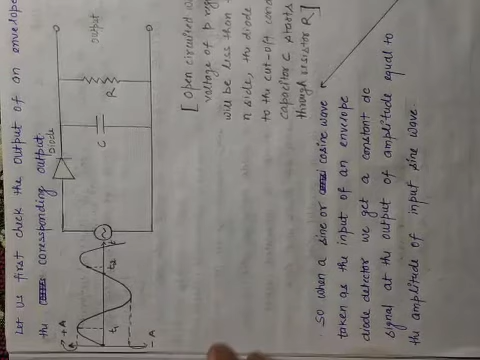 Let us first check the output of an envelope
the coresponding output.
Diode
C
R
output
+A
-A
t₁
t₂
t
[ Open circuited
voltage of p
will be less than
n side, the diode
to the cut-off
capacitor C starts
through resistor R ]
So when a sine or cosine wave
taken as the input of an envelope
diode detector we get a constant dc
signal at the output of amplitude equal to
the amplitude of input sine wave.